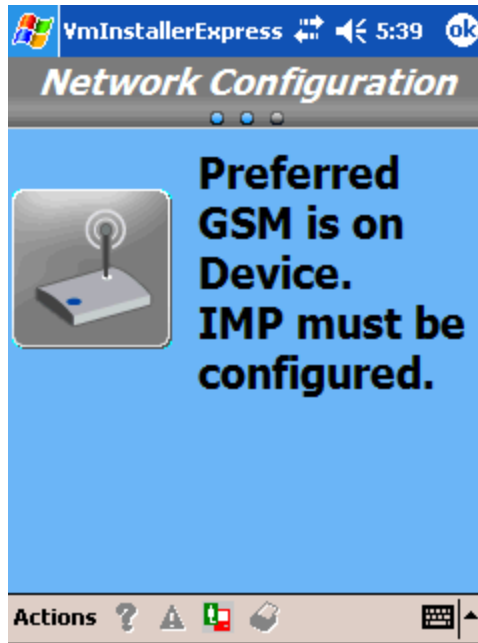 VmInstallerExpress 5:39 ok
Network Configuration
Preferred
GSM is on
Device.
IMP must be
configured.
Actions